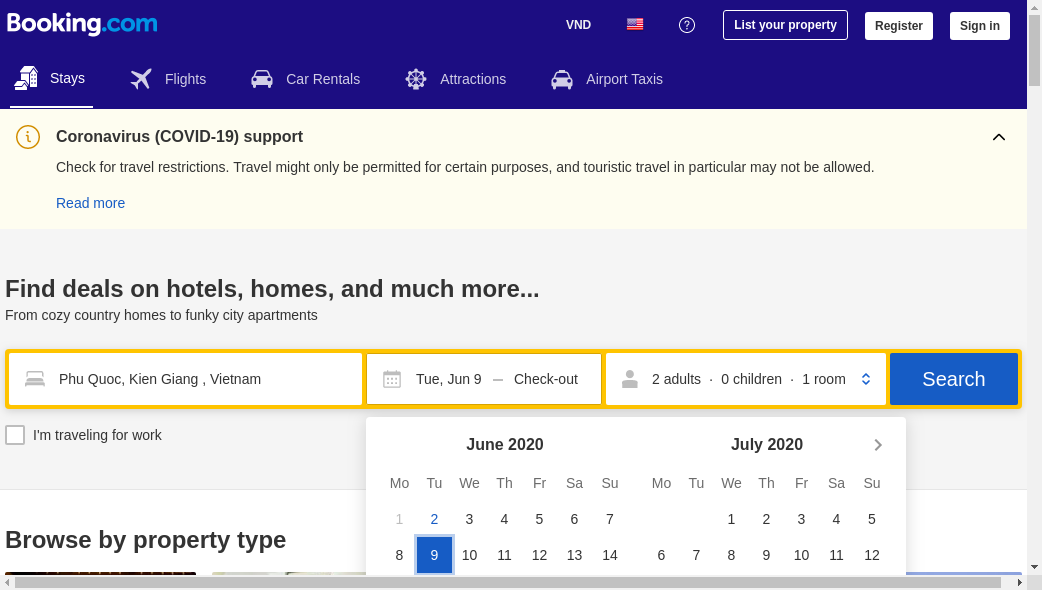 Booking.com
VND
List your property
Register
Sign in
Stays
Flights
Car Rentals
Attractions
Airport Taxis
Coronavirus (COVID-19) support
Check for travel restrictions. Travel might only be permitted for certain purposes, and touristic travel in particular may not be allowed.
Read more
Find deals on hotels, homes, and much more...
From cozy country homes to funky city apartments
Phu Quoc, Kien Giang , Vietnam
Tue, Jun 9 — Check-out
2 adults · 0 children · 1 room
Search
I'm traveling for work
June 2020
Mo Tu We Th Fr Sa Su
1 2 3 4 5 6 7
8 9 10 11 12 13 14
July 2020
Mo Tu We Th Fr Sa Su
1 2 3 4 5
6 7 8 9 10 11 12
Browse by property type